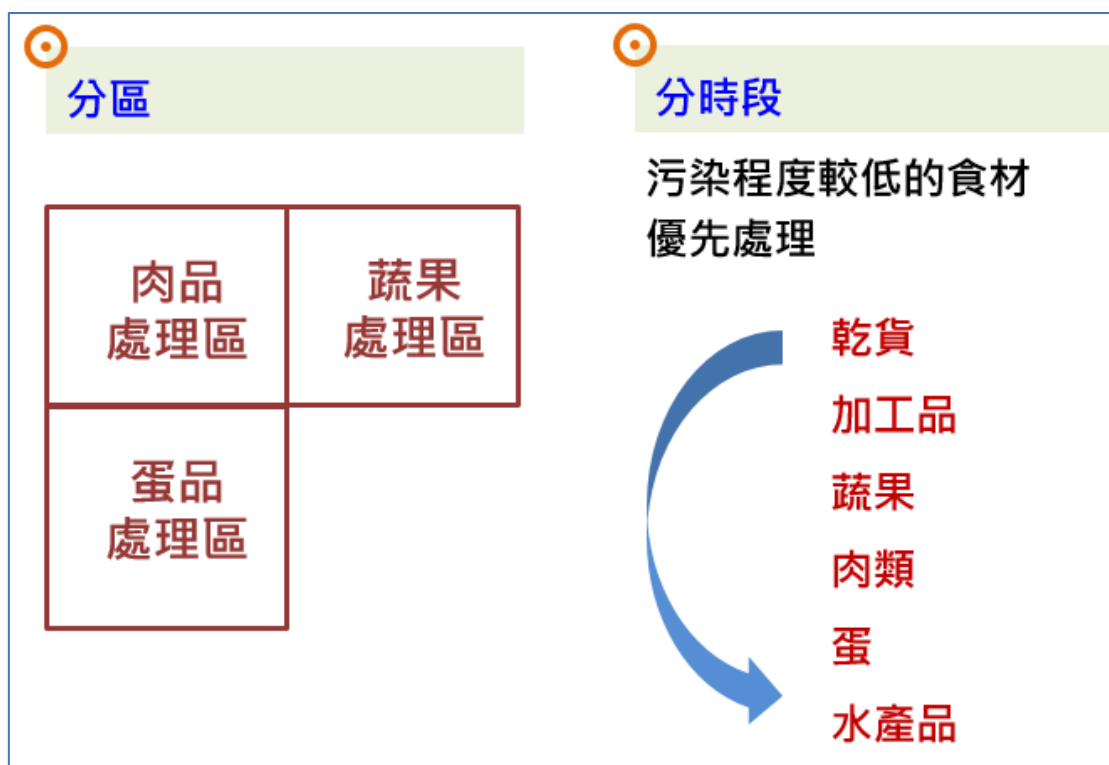 分區
肉品
處理區
蔬果
處理區
蛋品
處理區
分時段
污染程度較低的食材
優先處理
乾貨
加工品
蔬果
肉類
蛋
水產品